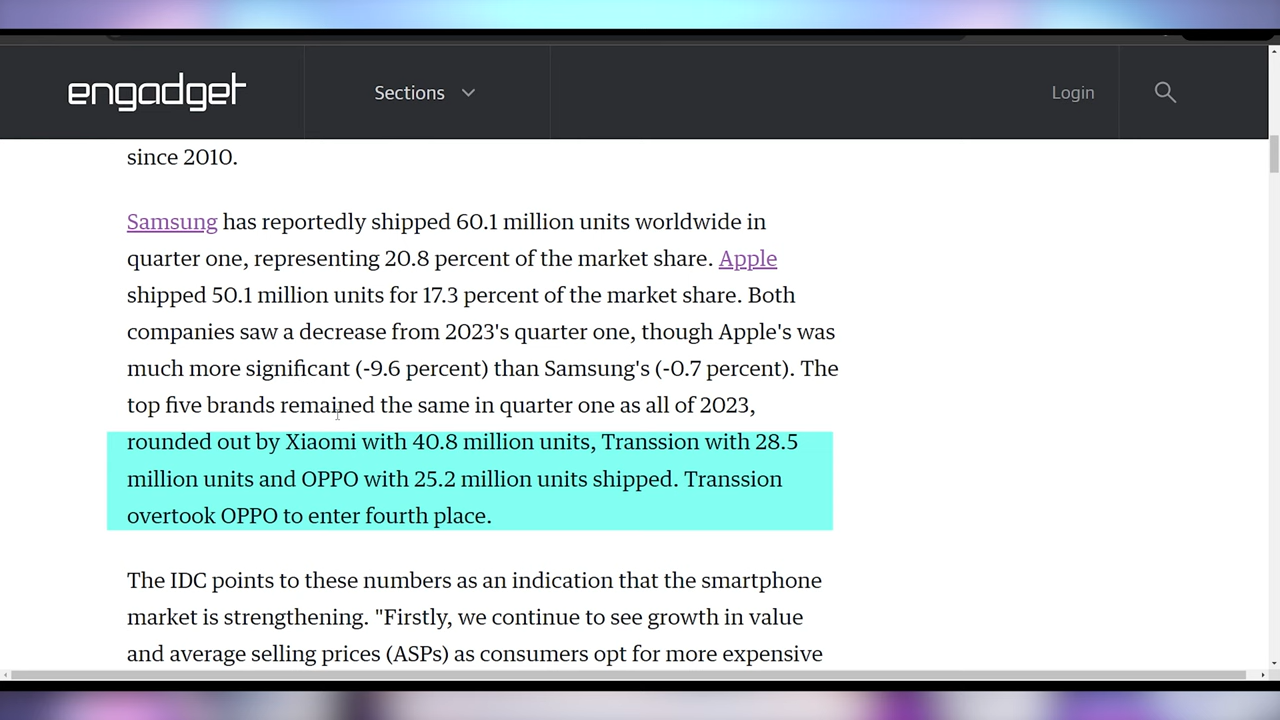 engadget
Sections
Login
since 2010.
Samsung has reportedly shipped 60.1 million units worldwide in
quarter one, representing 20.8 percent of the market share. Apple
shipped 50.1 million units for 17.3 percent of the market share. Both
companies saw a decrease from 2023's quarter one, though Apple's was
much more significant (-9.6 percent) than Samsung's (-0.7 percent). The
top five brands remained the same in quarter one as all of 2023,
rounded out by Xiaomi with 40.8 million units, Transsion with 28.5
million units and OPPO with 25.2 million units shipped. Transsion
overtook OPPO to enter fourth place.
The IDC points to these numbers as an indication that the smartphone
market is strengthening. "Firstly, we continue to see growth in value
and average selling prices (ASPs) as consumers opt for more expensive